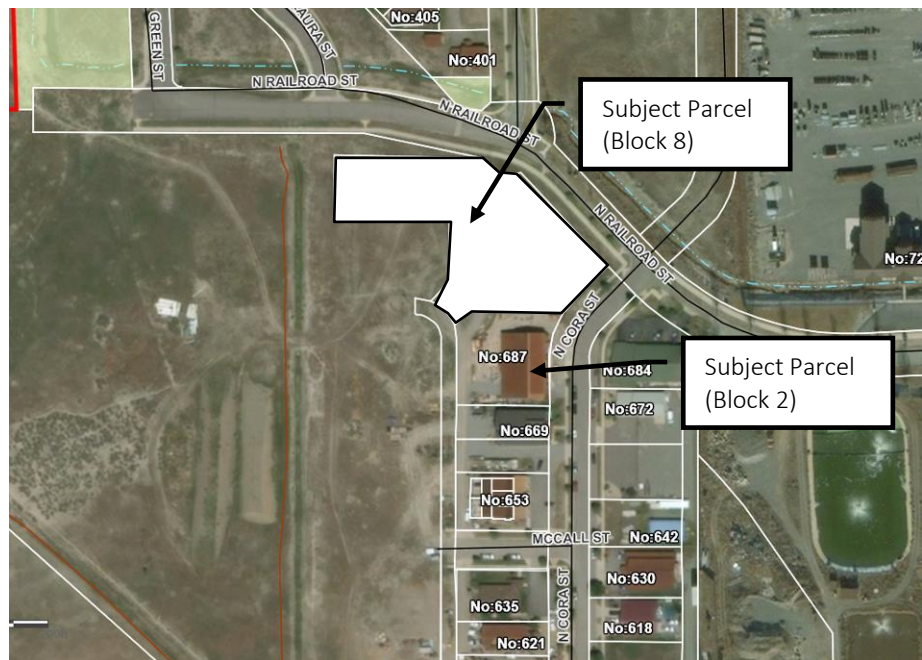 No:405
AURA ST
GREEN ST
No:401
N RAILROAD ST
N RAILROAD ST
Subject Parcel
(Block 8)
N RAILROAD ST
No:72
N CORA ST
No:687
No:684
Subject Parcel
(Block 2)
No:672
No:669
No:653
MCCALL ST
No:642
No:630
No:635
N CORA ST
No:618
No:621